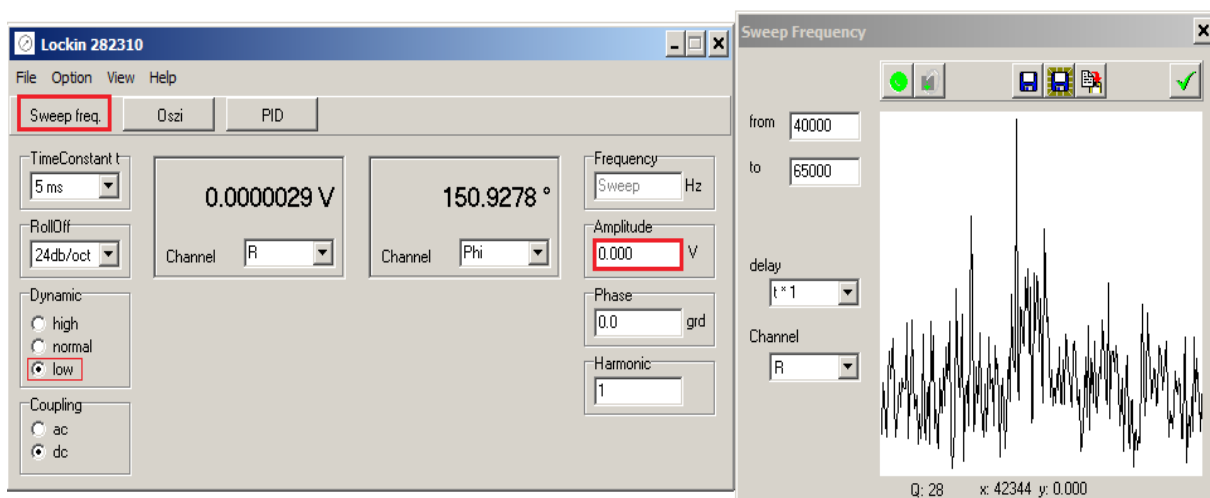 Lockin 282310
File Option View Help
Sweep freq. Oszi PID
TimeConstant t
5 ms
RollOff
24db/oct
Dynamic
high
normal
low
Coupling
ac
dc
0.0000029 V
Channel R
150.9278 °
Channel Phi
Frequency
Sweep Hz
Amplitude
0.000 V
Phase
0.0 grd
Harmonic
1
Sweep Frequency
from 40000
to 65000
delay
t * 1
Channel
R
Q: 28 x: 42344 y: 0.000